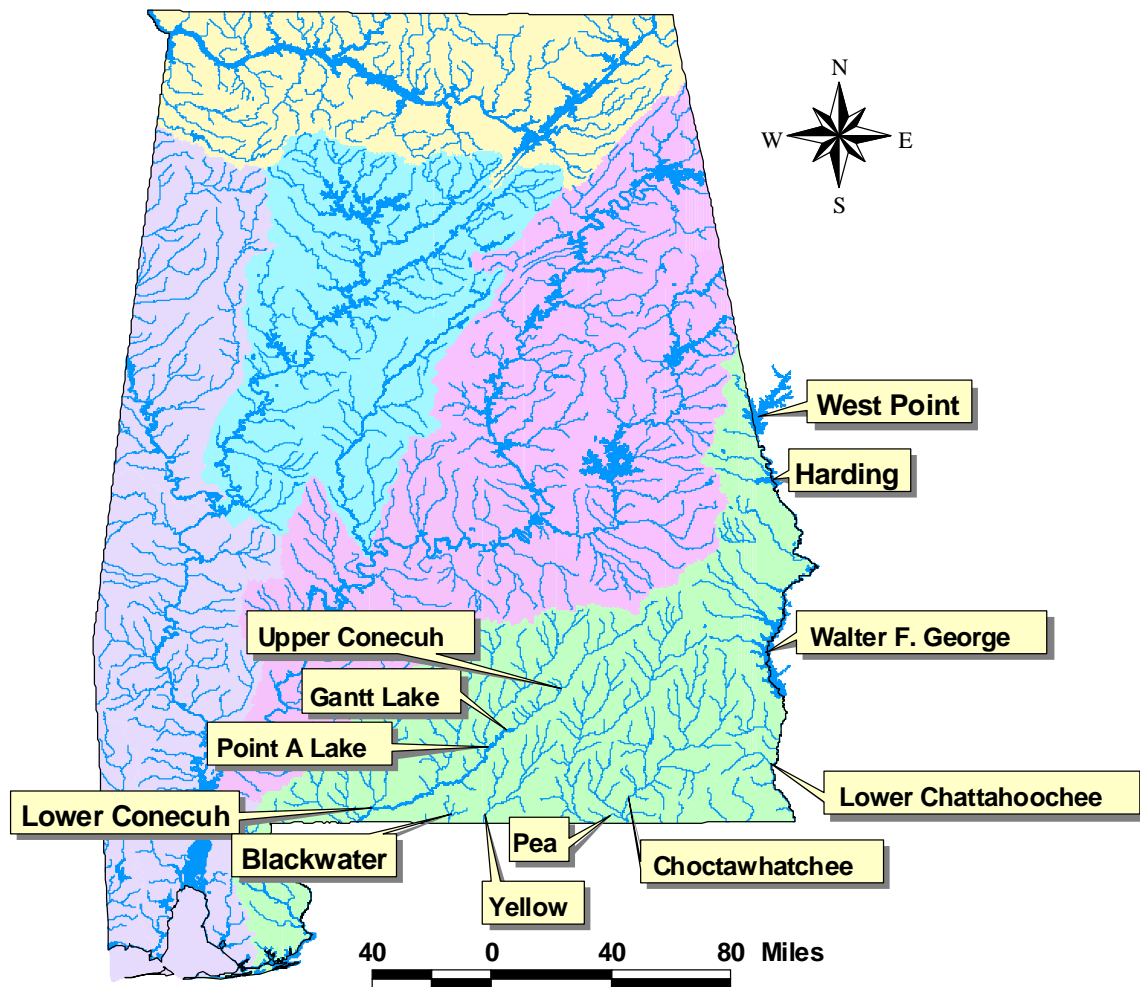 N
W
E
S
West Point
Harding
Upper Conecuh
Walter F. George
Gantt Lake
Point A Lake
Lower Conecuh
Lower Chattahoochee
Pea
Blackwater
Choctawhatchee
Yellow
40 0 40 80 Miles